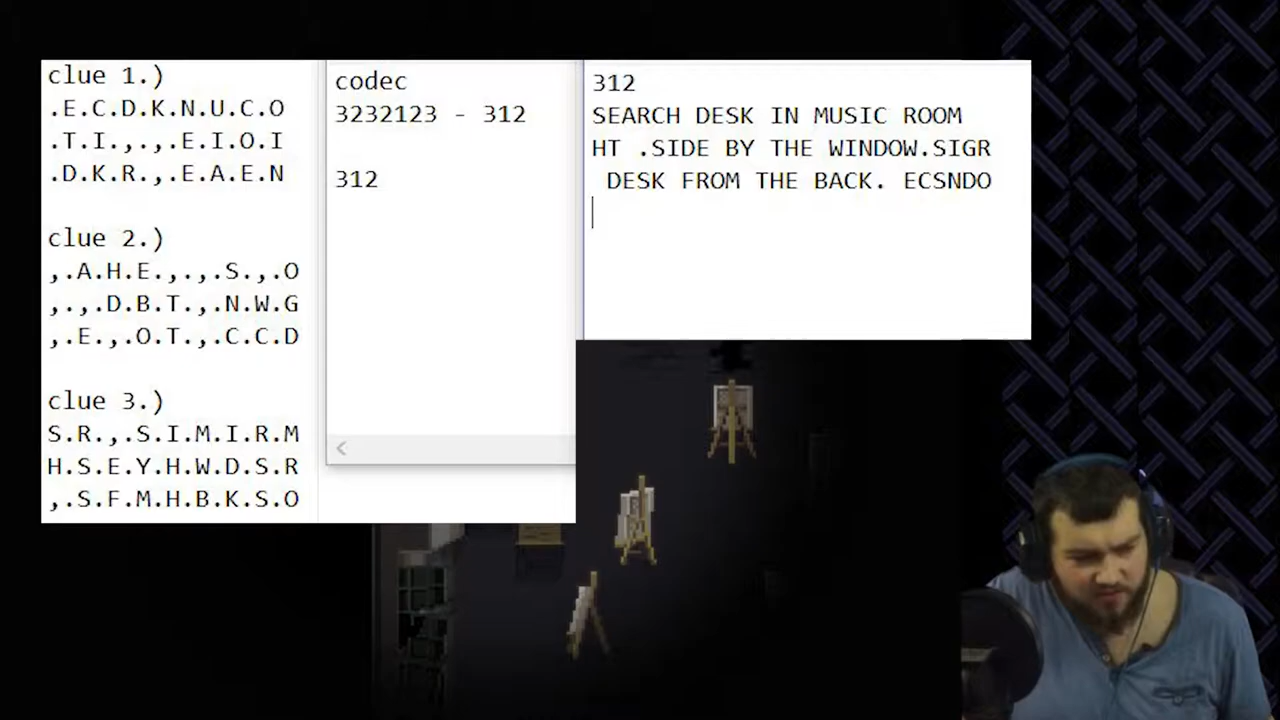 clue 1.)
.E.C.D.K.N.U.C.O
.T.I.,.,.E.I.O.I
.D.K.R.,.E.A.E.N
clue 2.)
,.A.H.E.,.,.S.,.O
,.,.D.B.T.,.N.W.G
,.E.,.O.T.,.C.C.D
clue 3.)
S.R.,.S.I.M.I.R.M
H.S.E.Y.H.W.D.S.R
,.S.F.M.H.B.K.S.O
codec
3232123 - 312
312
312
SEARCH DESK IN MUSIC ROOM
HT .SIDE BY THE WINDOW.SIGR
DESK FROM THE BACK. ECSNDO